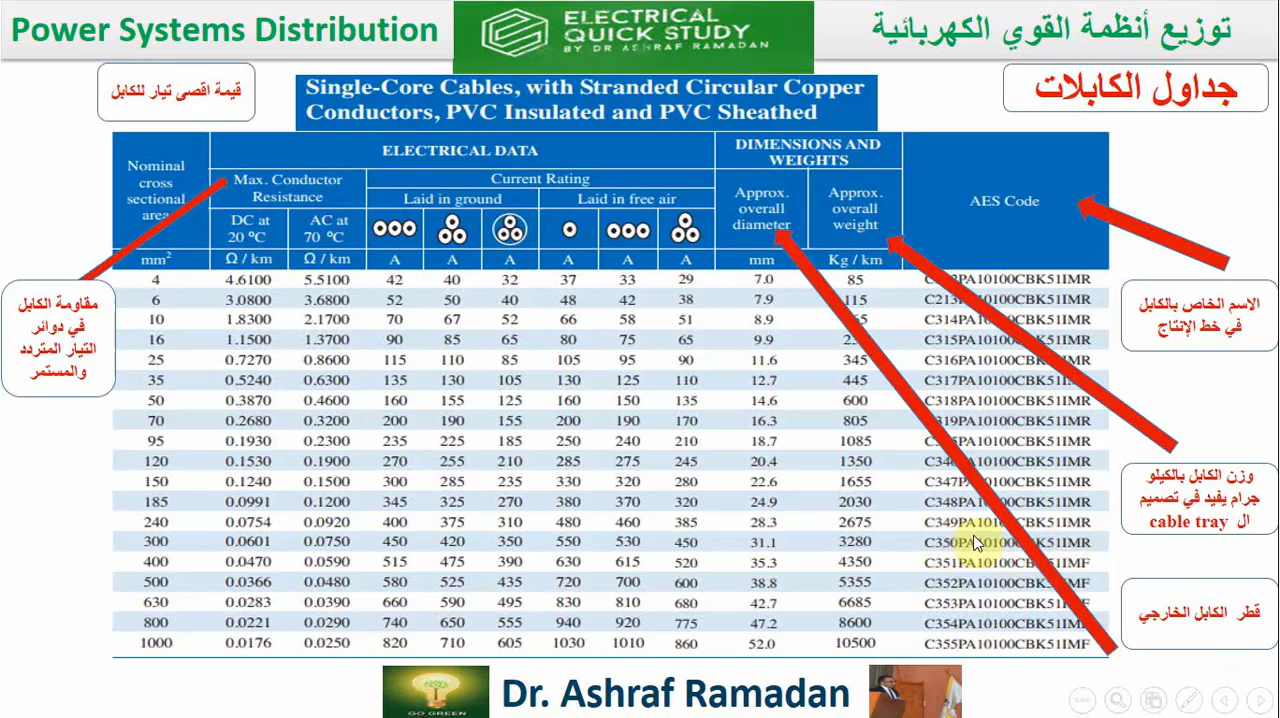 Power Systems Distribution
ELECTRICAL
QUICK STUDY
BY DR ASHRAF RAMADAN
توزيع أنظمة القوي الكهربائية
قيمة اقصى تيار للكابل
Single-Core Cables, with Stranded Circular Copper
Conductors, PVC Insulated and PVC Sheathed
جداول الكابلات
Nominal cross sectional area
ELECTRICAL DATA
DIMENSIONS AND WEIGHTS
AES Code
Max. Conductor Resistance
Current Rating
Laid in ground
Laid in free air
Approx. overall diameter
Approx. overall weight
DC at 20 °C
AC at 70 °C
mm² Ω / km Ω / km A A A A A A mm Kg / km
4 4.6100 5.5100 42 40 32 37 33 29 7.0 85
6 3.0800 3.6800 52 50 40 48 42 38 7.9 115
10 1.8300 2.1700 70 67 52 66 58 51 8.9 C314PA10100CBK51IMR
16 1.1500 1.3700 90 85 65 80 75 65 9.9 C315PA10100CBK51IMR
25 0.7270 0.8600 115 110 85 105 95 90 11.6 345 C316PA10100CBK51IMR
35 0.5240 0.6300 135 130 105 130 125 110 12.7 445
50 0.3870 0.4600 160 155 125 160 150 135 14.6 600 C318PA10100CBK51IMR
70 0.2680 0.3200 200 190 155 200 190 170 16.3 805
95 0.1930 0.2300 235 225 185 250 240 210 18.7 1085
120 0.1530 0.1900 270 255 210 285 275 245 20.4 1350
150 0.1240 0.1500 300 285 235 330 320 280 22.6 1655 C347PA10100CBK51IMR
185 0.0991 0.1200 345 325 270 380 370 320 24.9 2030 C348PA10100CBK51IMR
240 0.0754 0.0920 400 375 310 480 460 385 28.3 2675
300 0.0601 0.0750 450 420 350 550 530 450 31.1 3280 C350PA10100CBK51IMR
400 0.0470 0.0590 515 475 390 630 615 520 35.3 4350 C351PA10100CBK51IMF
500 0.0366 0.0480 580 525 435 720 700 600 38.8 5355 C352PA10100CBK51IMF
630 0.0283 0.0390 660 590 495 830 810 680 42.7 6685
800 0.0221 0.0290 740 650 555 940 920 775 47.2 8600
1000 0.0176 0.0250 820 710 605 1030 1010 860 52.0 10500 C355PA10100CBK51IMF
مقاومة الكابل
في دوائر
التيار المتردد
والمستمر
الاسم الخاص بالكابل
في خط الإنتاج
وزن الكابل بالكيلو
جرام يفيد في تصميم
ال cable tray
قطر الكابل الخارجي
GO GREEN
Dr. Ashraf Ramadan